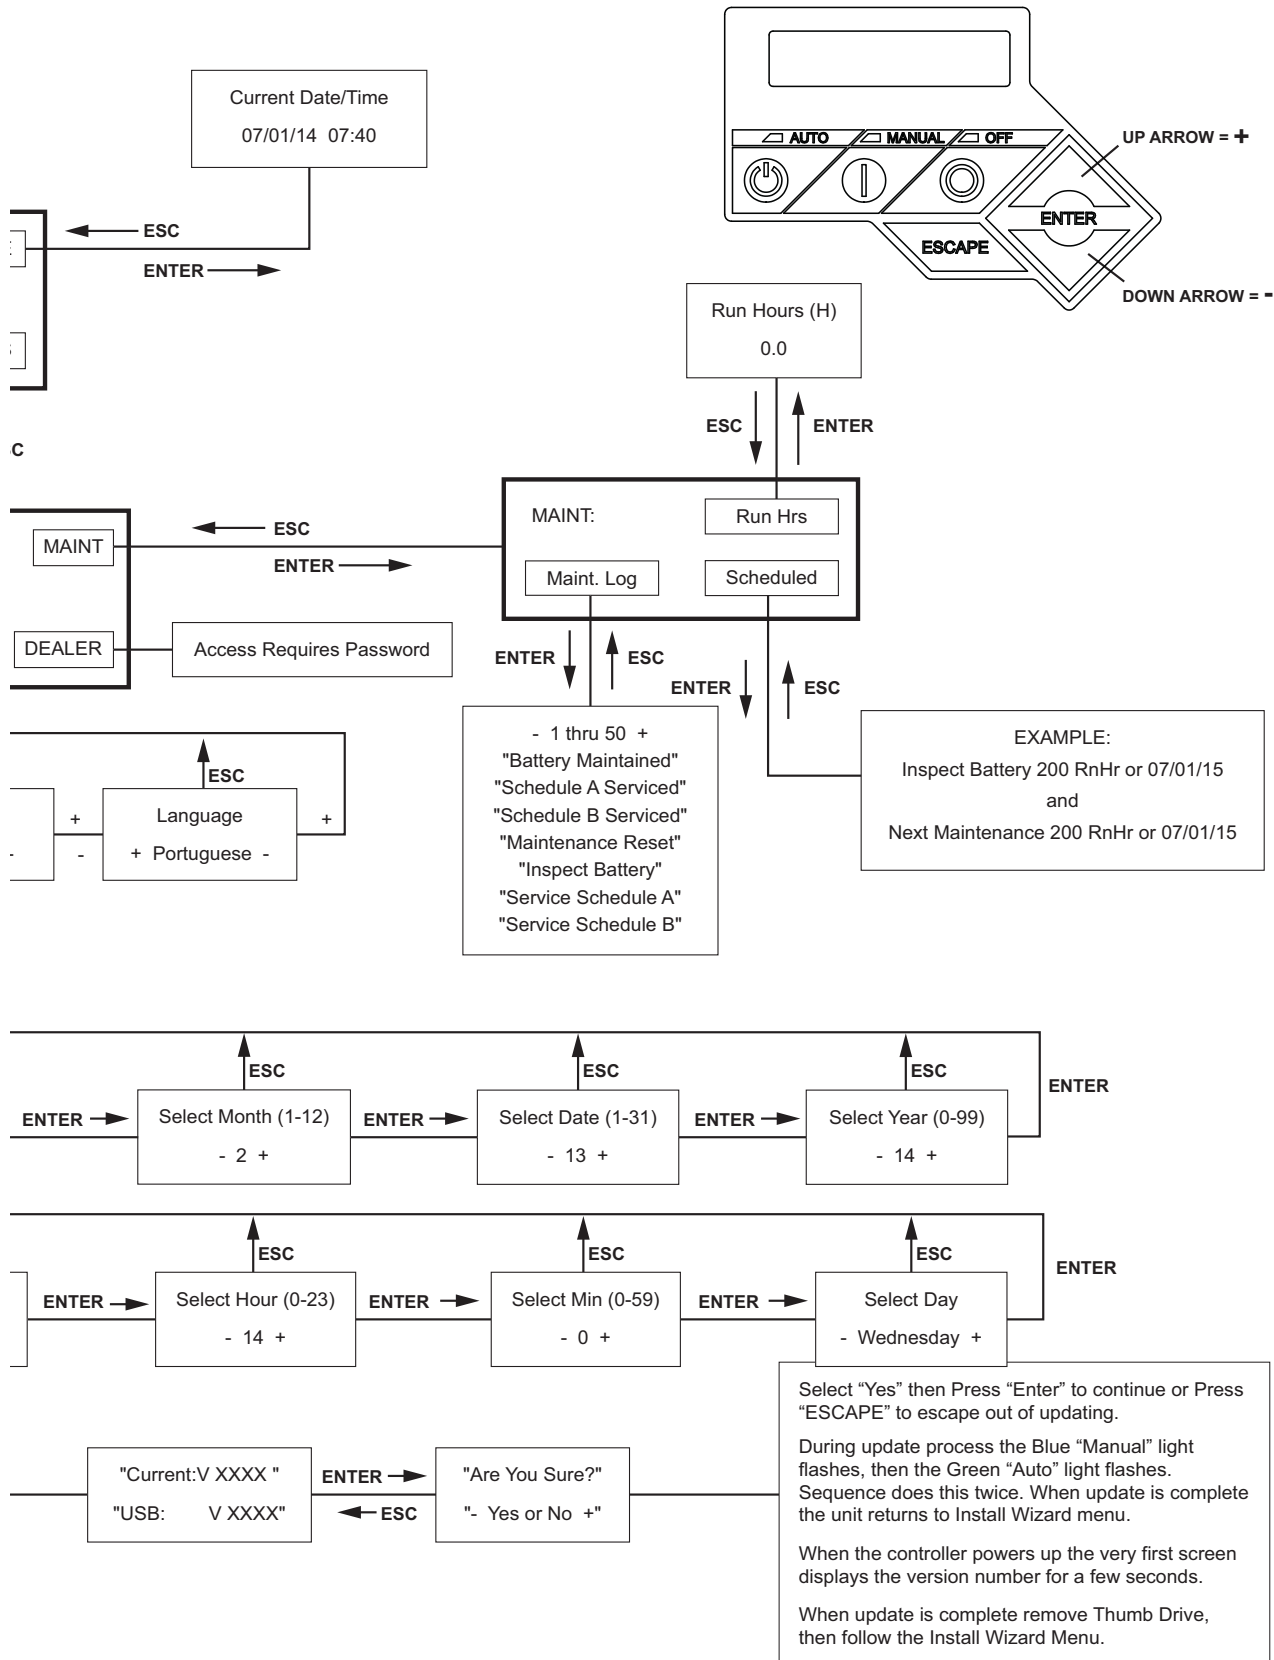 Current Date/Time
07/01/14 07:40
AUTO
MANUAL
OFF
UP ARROW = +
ENTER
ESCAPE
DOWN ARROW = -
ESC
ENTER
Run Hours (H)
0.0
ESC
ENTER
C
MAINT:
Run Hrs
Maint. Log
Scheduled
MAINT
ESC
ENTER
DEALER
Access Requires Password
ENTER
ESC
ENTER
ESC
- 1 thru 50 +
"Battery Maintained"
"Schedule A Serviced"
"Schedule B Serviced"
"Maintenance Reset"
"Inspect Battery"
"Service Schedule A"
"Service Schedule B"
EXAMPLE:
Inspect Battery 200 RnHr or 07/01/15
and
Next Maintenance 200 RnHr or 07/01/15
ESC
-
+
-
Language
+ Portuguese -
+
ESC
ESC
ESC
ENTER
ENTER
Select Month (1-12)
- 2 +
ENTER
Select Date (1-31)
- 13 +
ENTER
Select Year (0-99)
- 14 +
ESC
ESC
ESC
ENTER
ENTER
Select Hour (0-23)
- 14 +
ENTER
Select Min (0-59)
- 0 +
ENTER
Select Day
- Wednesday +
"Current:V XXXX "
"USB: V XXXX"
ENTER
ESC
"Are You Sure?"
"- Yes or No +"
Select “Yes” then Press “Enter” to continue or Press
“ESCAPE” to escape out of updating.
During update process the Blue “Manual” light
flashes, then the Green “Auto” light flashes.
Sequence does this twice. When update is complete
the unit returns to Install Wizard menu.
When the controller powers up the very first screen
displays the version number for a few seconds.
When update is complete remove Thumb Drive,
then follow the Install Wizard Menu.